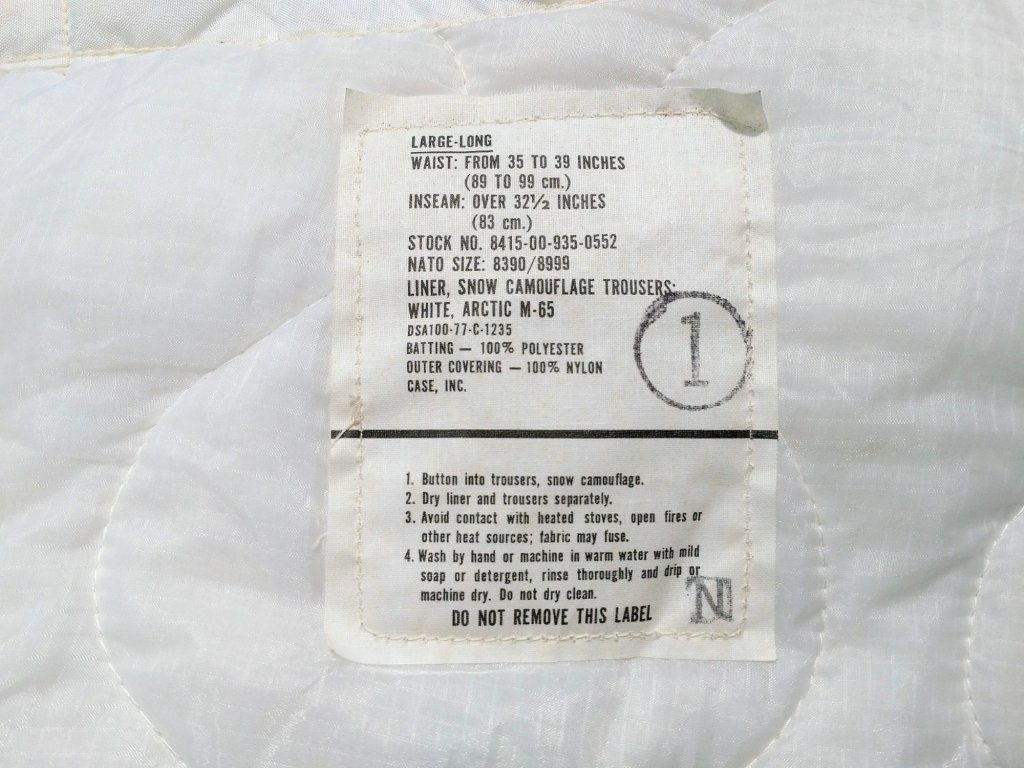 LARGE-LONG
WAIST: FROM 35 TO 39 INCHES
(89 TO 99 cm.)
INSEAM: OVER 32½ INCHES
(83 cm.)
STOCK NO. 8415-00-935-0552
NATO SIZE: 8390/8999
LINER, SNOW CAMOUFLAGE TROUSERS:
WHITE, ARCTIC M-65
DSA100-77-C-1235
BATTING — 100% POLYESTER
OUTER COVERING — 100% NYLON
CASE, INC.
1
1. Button into trousers, snow camouflage.
2. Dry liner and trousers separately.
3. Avoid contact with heated stoves, open fires or
other heat sources; fabric may fuse.
4. Wash by hand or machine in warm water with mild
soap or detergent, rinse thoroughly and drip or
machine dry. Do not dry clean.
DO NOT REMOVE THIS LABEL
N